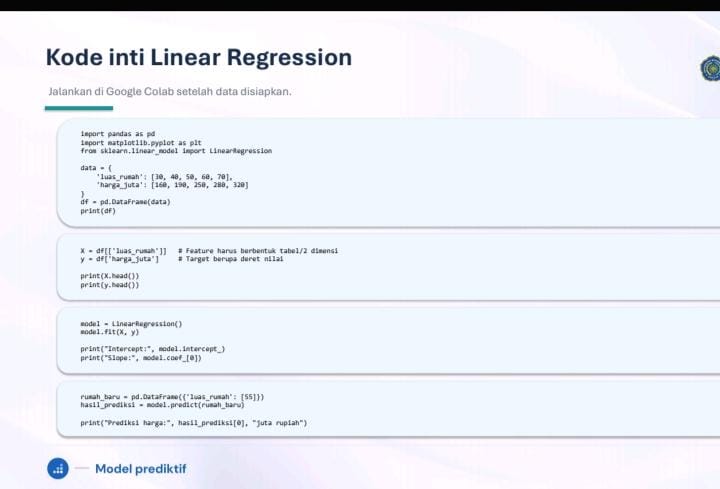 Kode inti Linear Regression
Jalankan di Google Colab setelah data disiapkan.
import pandas as pd
import matplotlib.pyplot as plt
from sklearn.linear_model import LinearRegression
data = {
    'luas_rumah': [30, 40, 50, 60, 70],
    'harga_juta': [160, 190, 250, 280, 320]
}
df = pd.DataFrame(data)
print(df)
X = df[['luas_rumah']]   # Feature harus berbentuk tabel/2 dimensi
y = df['harga_juta']     # Target berupa deret nilai
print(X.head())
print(y.head())
model = LinearRegression()
model.fit(X, y)
print("Intercept:", model.intercept_)
print("Slope:", model.coef_[0])
rumah_baru = pd.DataFrame({'luas_rumah': [55]})
hasil_prediksi = model.predict(rumah_baru)
print("Prediksi harga:", hasil_prediksi[0], "juta rupiah")
Model prediktif